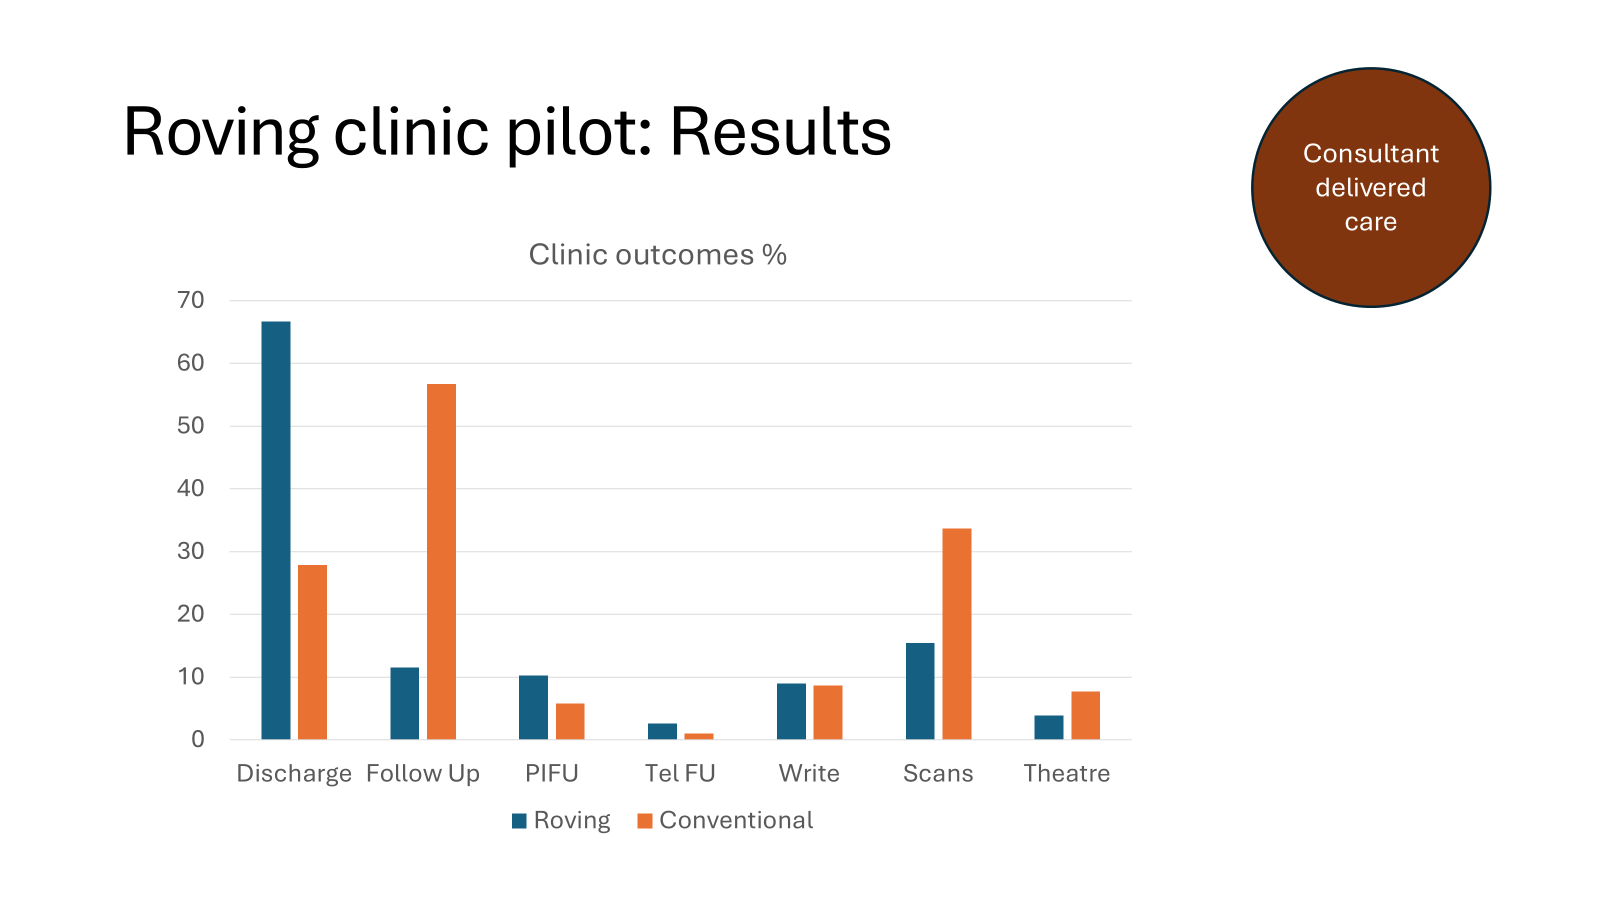 Roving clinic pilot: Results
Consultant
delivered
care
Clinic outcomes %
70
60
50
40
30
20
10
0
Discharge Follow Up PIFU Tel FU Write Scans Theatre
Roving Conventional